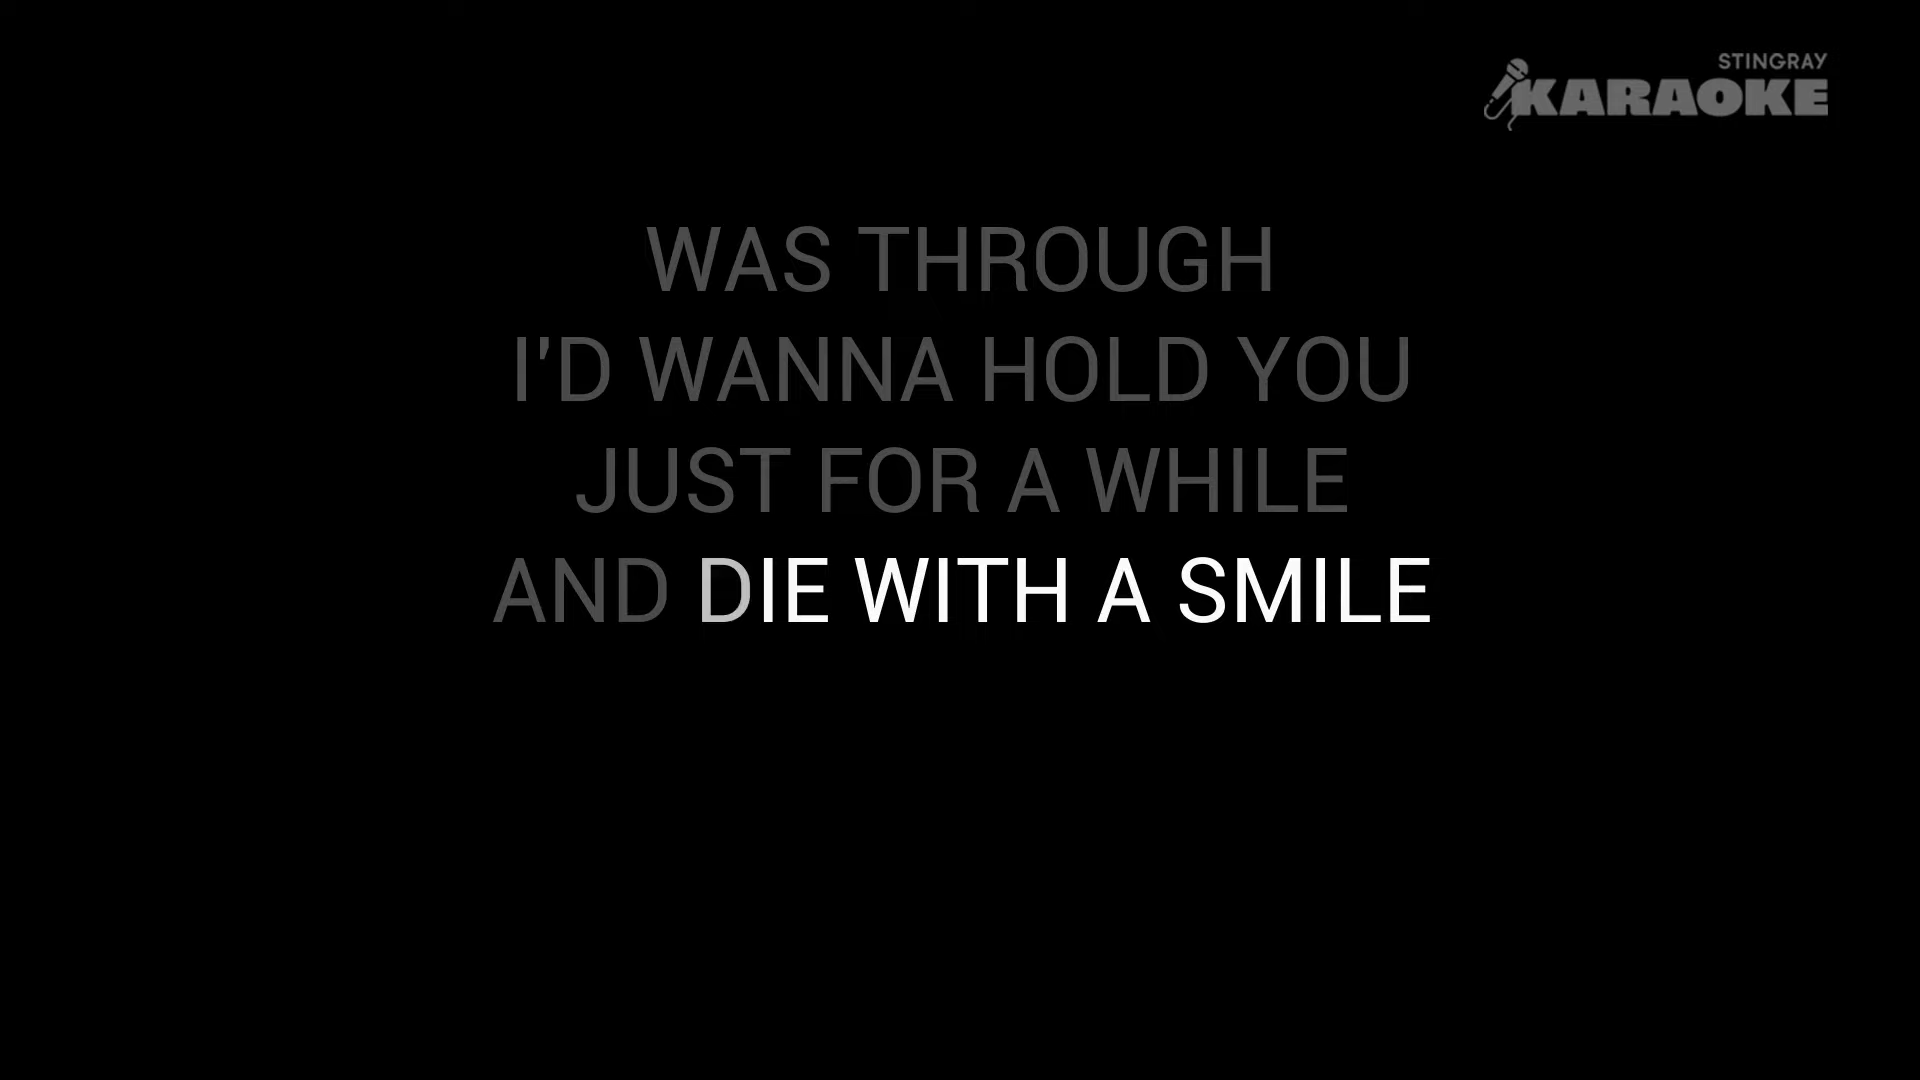 STINGRAY
KARAOKE
WAS THROUGH
I'D WANNA HOLD YOU
JUST FOR A WHILE
AND DIE WITH A SMILE